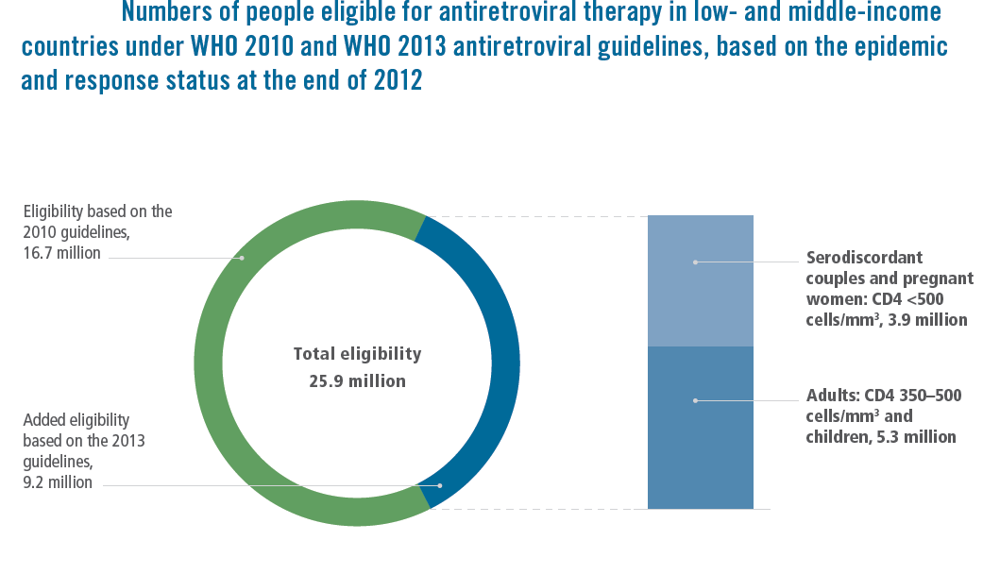 Numbers of people eligible for antiretroviral therapy in low- and middle-income
countries under WHO 2010 and WHO 2013 antiretroviral guidelines, based on the epidemic
and response status at the end of 2012
Eligibility based on the
2010 guidelines,
16.7 million
Serodiscordant
couples and pregnant
women: CD4 <500
cells/mm³, 3.9 million
Total eligibility
25.9 million
Added eligibility
based on the 2013
guidelines,
9.2 million
Adults: CD4 350–500
cells/mm³ and
children, 5.3 million